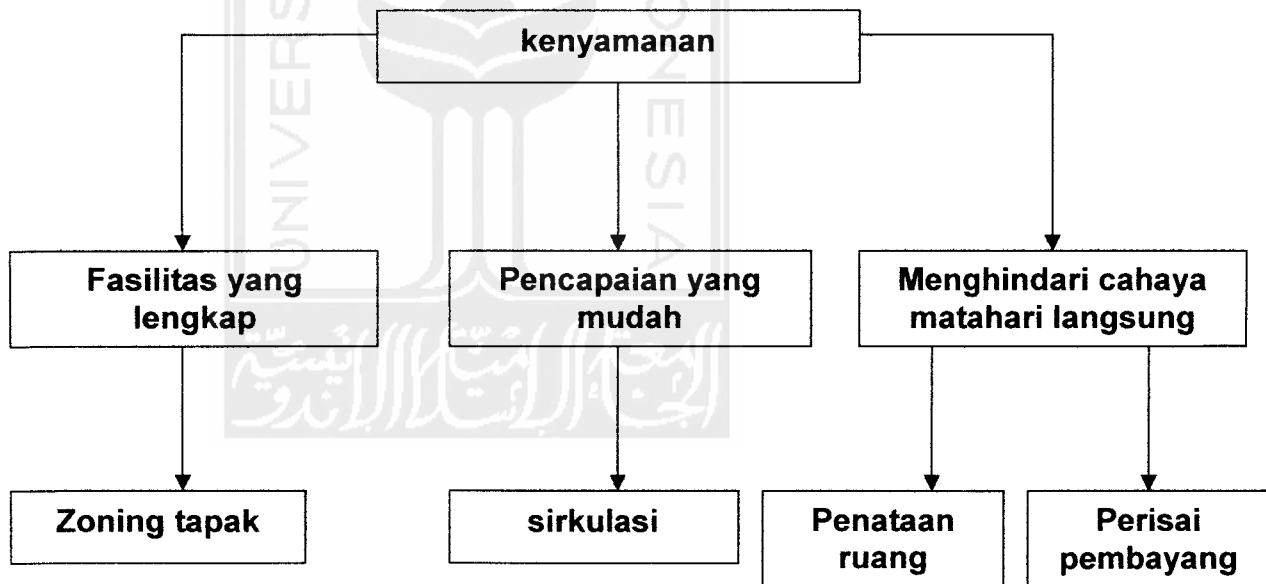 kenyamanan
Fasilitas yang
lengkap
Pencapaian yang
mudah
Menghindari cahaya
matahari langsung
Zoning tapak
sirkulasi
Penataan
ruang
Perisai
pembayang